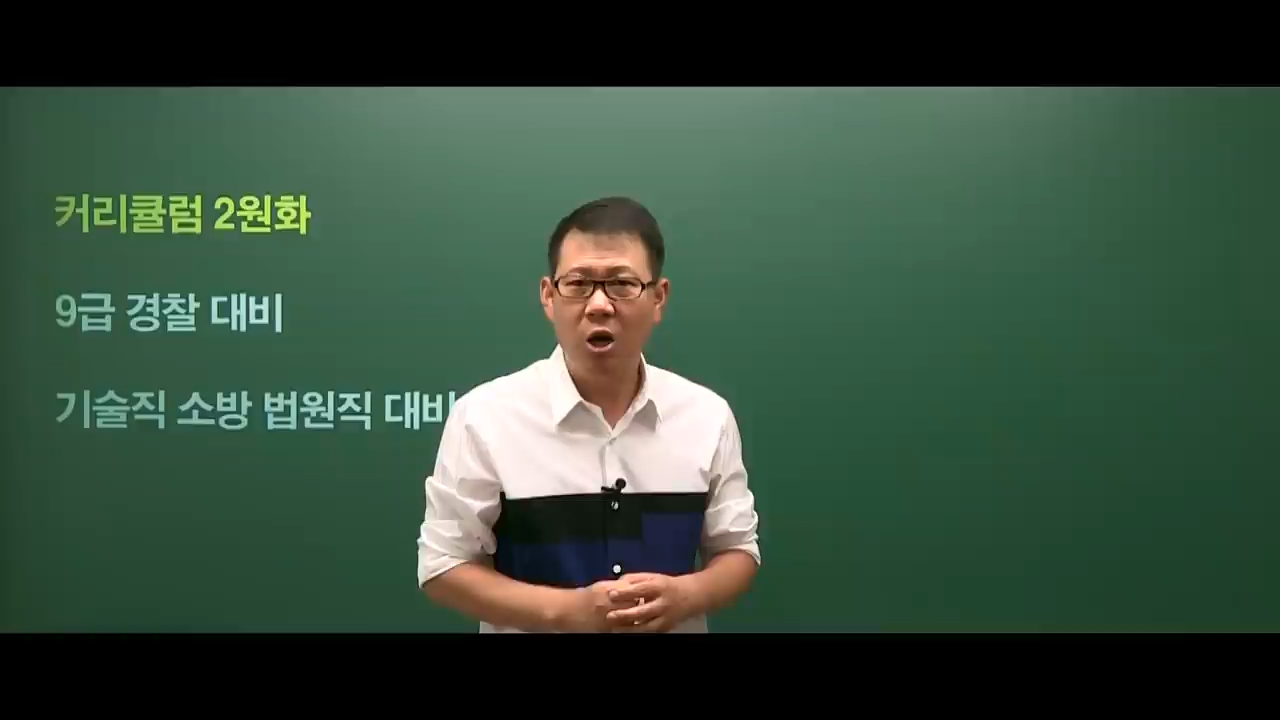 커리큘럼 2원화
9급 경찰 대비
기술직 소방 법원직 대비